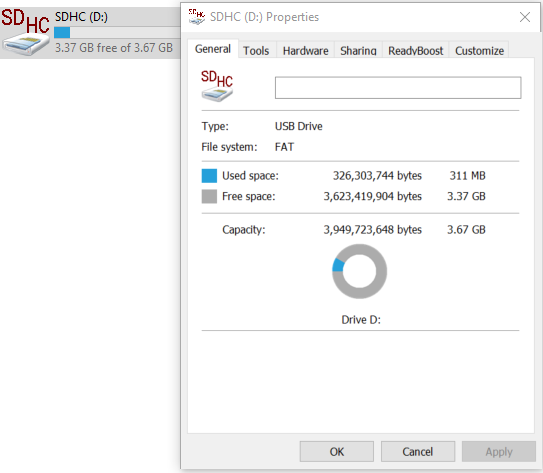 SDHC
SDHC (D:)
3.37 GB free of 3.67 GB
SDHC SDHC (D:) Properties
General Tools Hardware Sharing ReadyBoost Customize
SDHC
Type: USB Drive
File system: FAT
Used space: 326,303,744 bytes 311 MB
Free space: 3,623,419,904 bytes 3.37 GB
Capacity: 3,949,723,648 bytes 3.67 GB
Drive D:
OK Cancel Apply